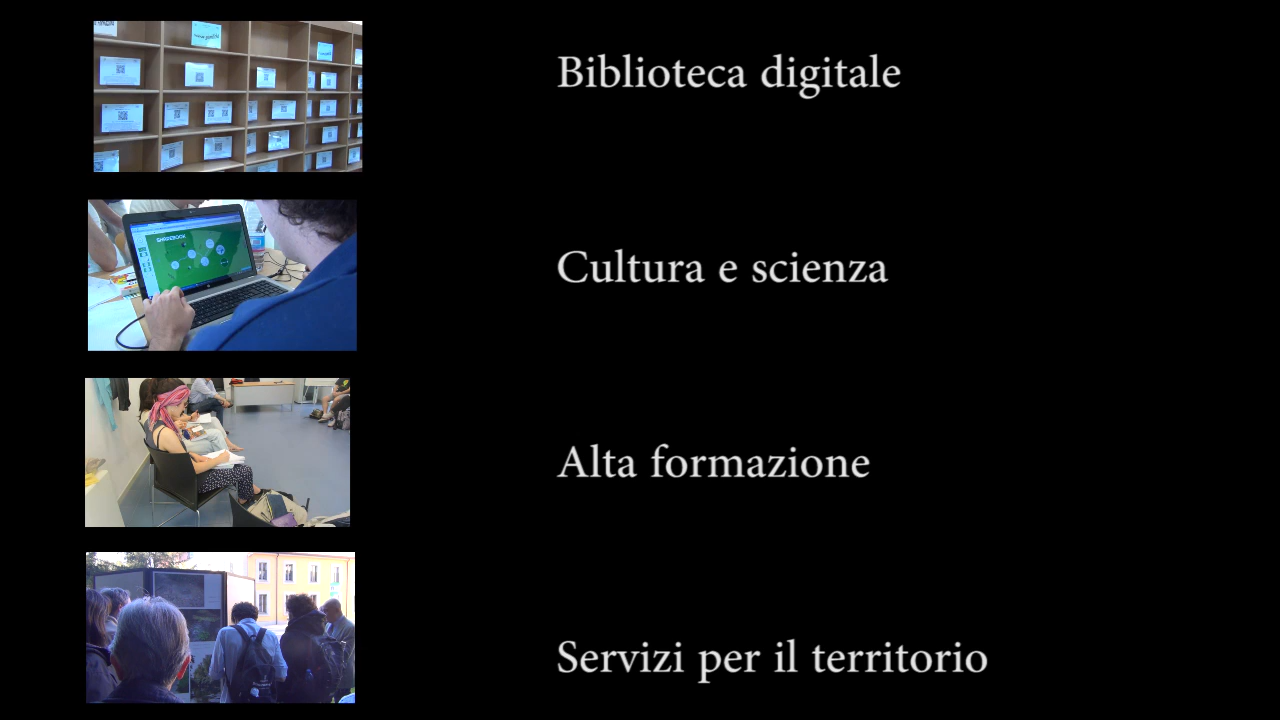 Biblioteca digitale
Cultura e scienza
Alta formazione
Servizi per il territorio